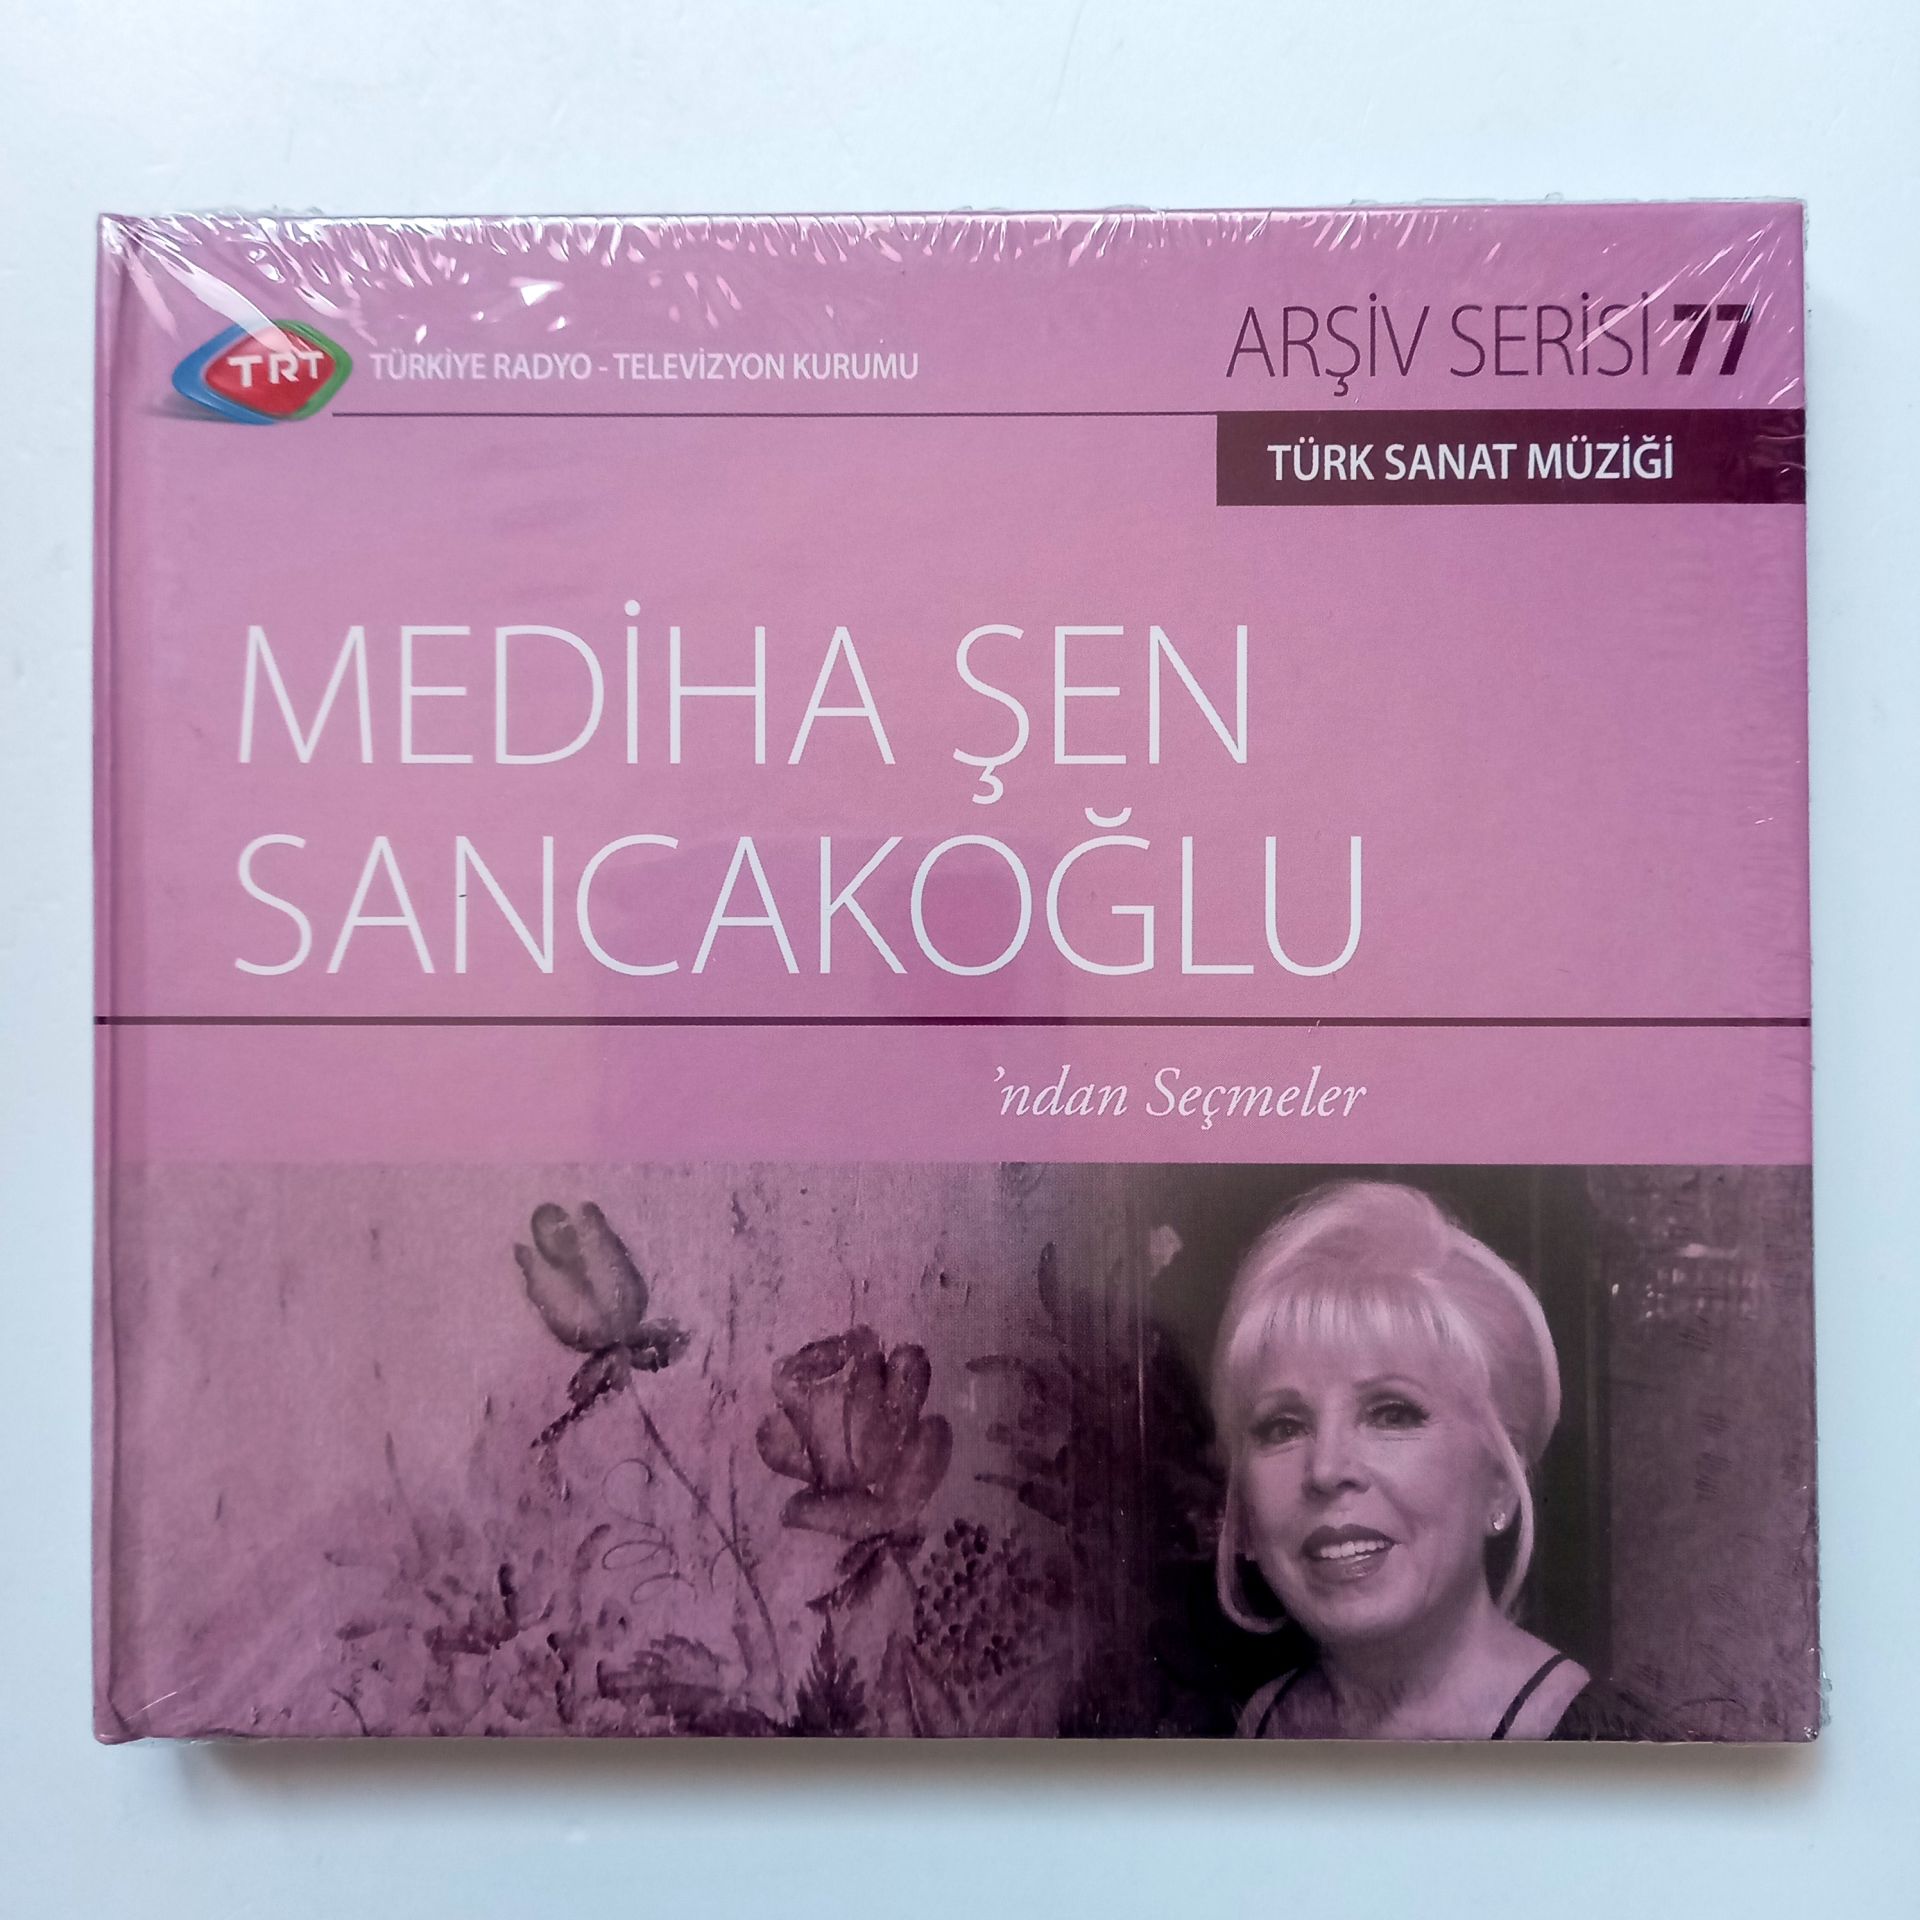 TRT TÜRKİYE RADYO - TELEVİZYON KURUMU
ARŞİV SERİSİ 77
TÜRK SANAT MÜZİĞİ
MEDİHA ŞEN
SANCAKOĞLU
'ndan Seçmeler